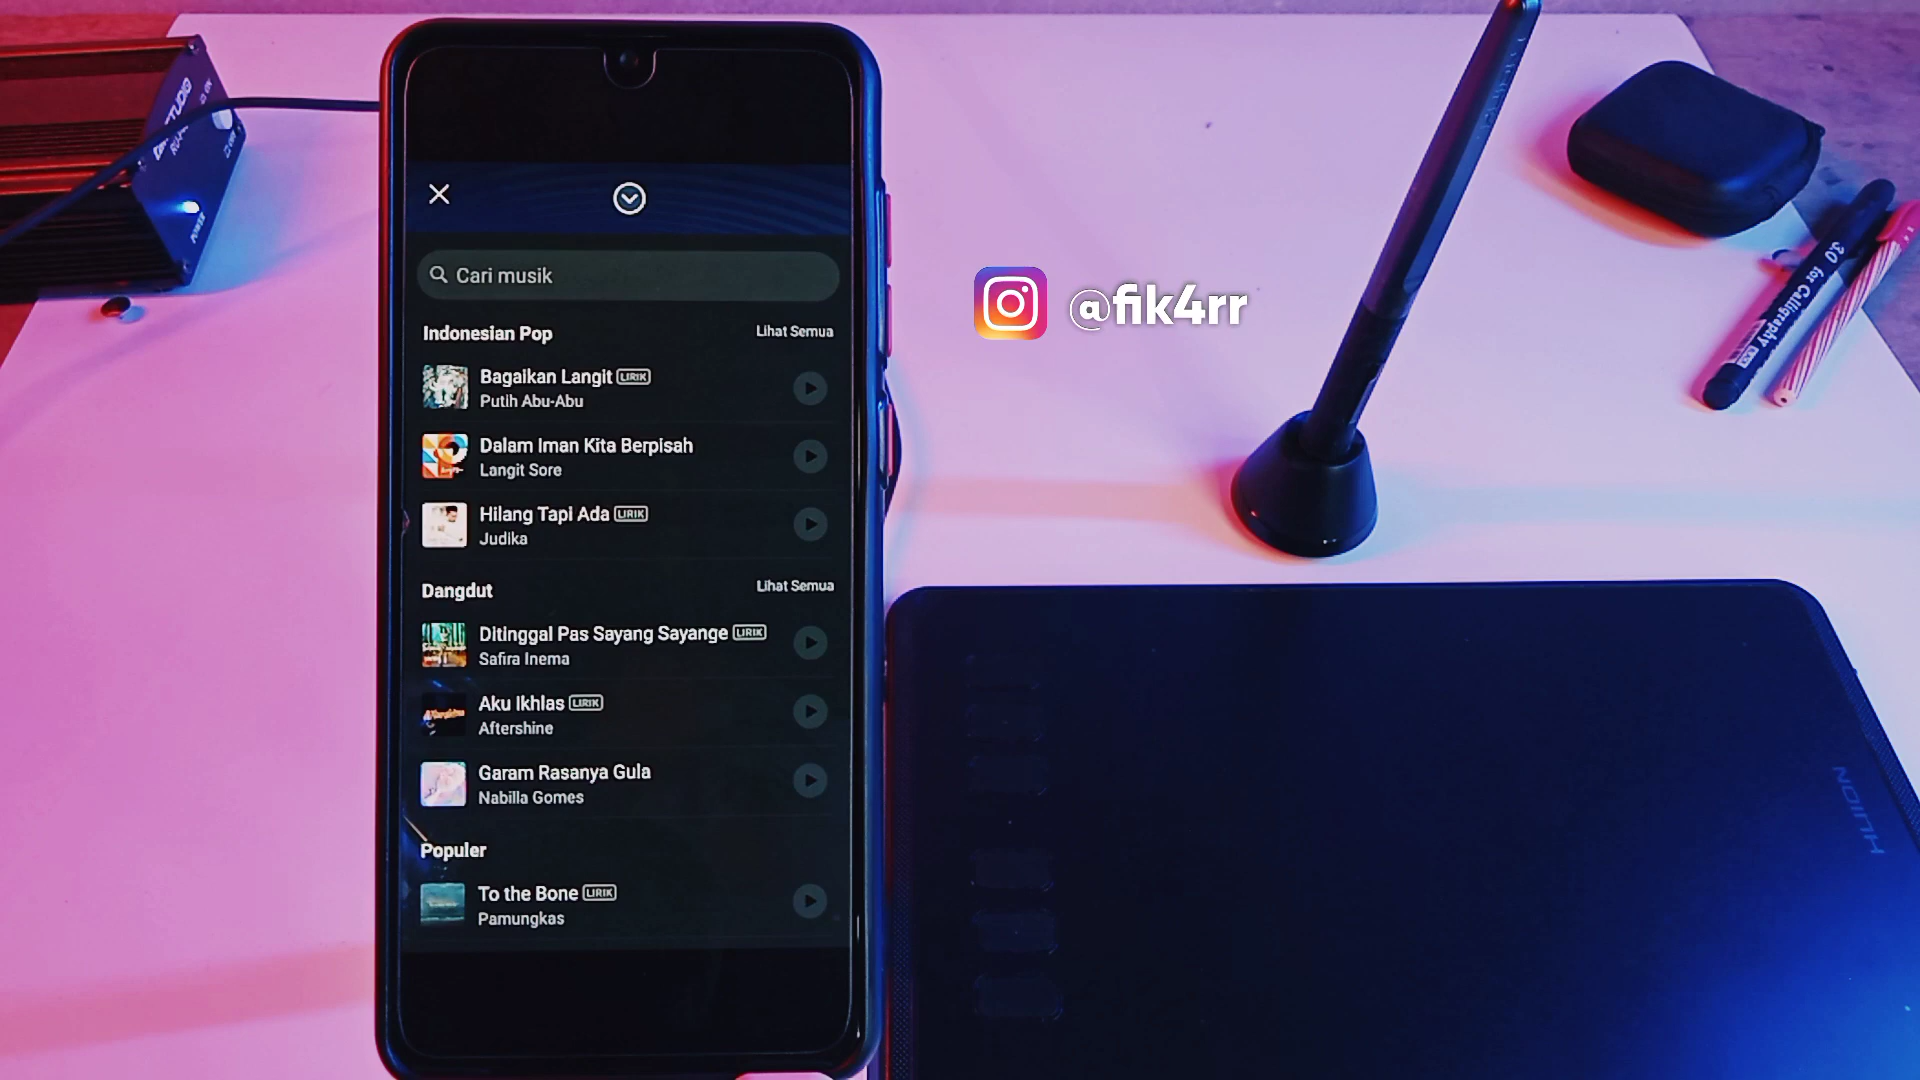 POWER
Cari musik
Indonesian Pop
Lihat Semua
Bagaikan Langit LIRIK
Putih Abu-Abu
Dalam Iman Kita Berpisah
Langit Sore
Hilang Tapi Ada LIRIK
Judika
Dangdut
Lihat Semua
Ditinggal Pas Sayang Sayange LIRIK
Safira Inema
Aku Ikhlas LIRIK
Aftershine
Garam Rasanya Gula
Nabilla Gomes
Populer
To the Bone LIRIK
Pamungkas
@fik4rr
3.0 for Calligraphy
HUION